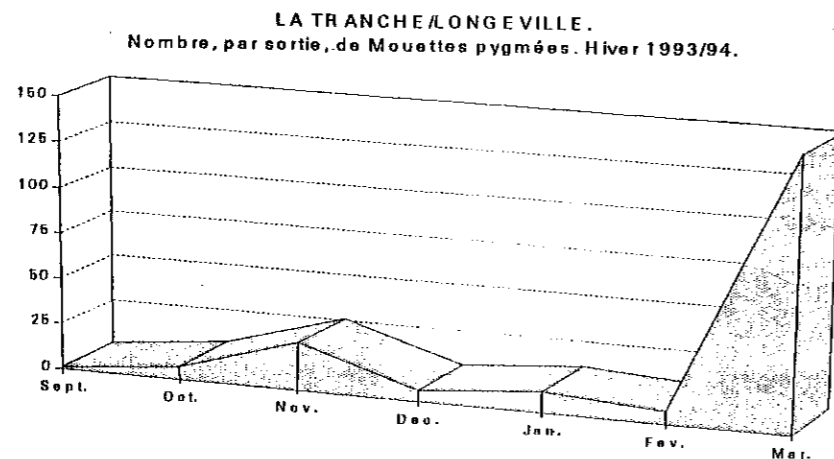 LA TRANCHE/LONGEVILLE.
Nombre, par sortie, de Mouettes pygmées. Hiver 1993/94.
150
125
100
75
50
25
0
Sept.
Oct.
Nov.
Dec.
Jan.
Fev.
Mar.